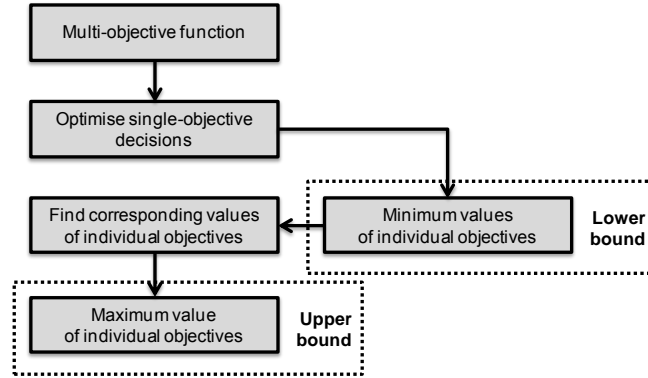 Multi-objective function
Optimise single-objective
decisions
Find corresponding values
of individual objectives
Minimum values
of individual objectives
Lower
bound
Maximum value
of individual objectives
Upper
bound